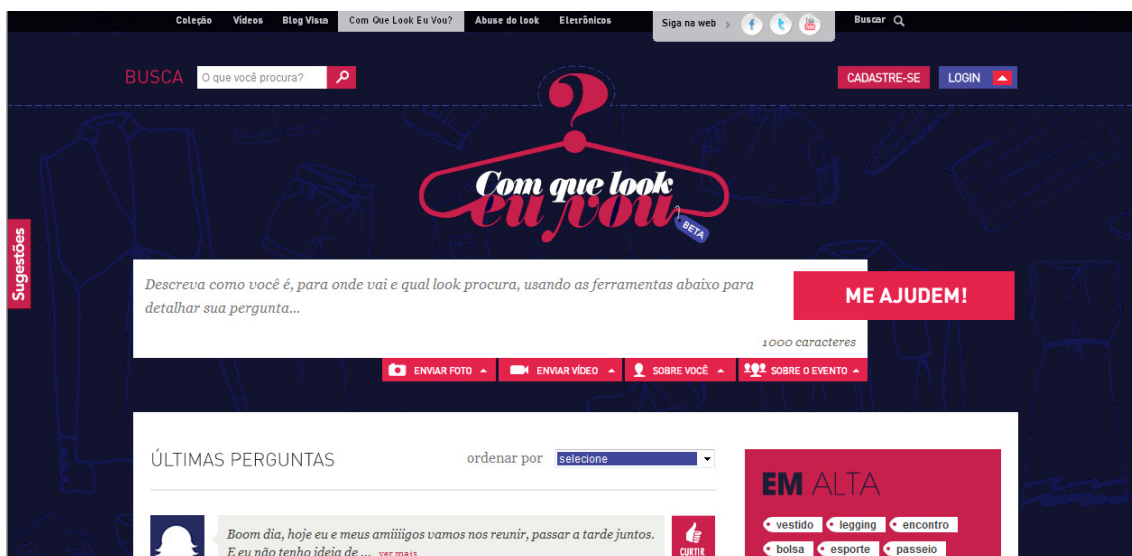 Coleção Vídeos Blog Vista Com Que Look Eu Vou? Abuse do look Eletrônicos Siga na web > Buscar
BUSCA O que você procura? CADASTRE-SE LOGIN
?
Com que look
eu vou
BETA
Sugestões
Descreva como você é, para onde vai e qual look procura, usando as ferramentas abaixo para
detalhar sua pergunta...
ME AJUDEM!
1000 caracteres
ENVIAR FOTO ENVIAR VÍDEO SOBRE VOCÊ SOBRE O EVENTO
ÚLTIMAS PERGUNTAS ordenar por selecione
EM ALTA
vestido legging encontro
bolsa esporte passeio
Boom dia, hoje eu e meus amiiiigos vamos nos reunir, passar a tarde juntos.
E eu não tenho ideia de ... ver mais
CURTIR